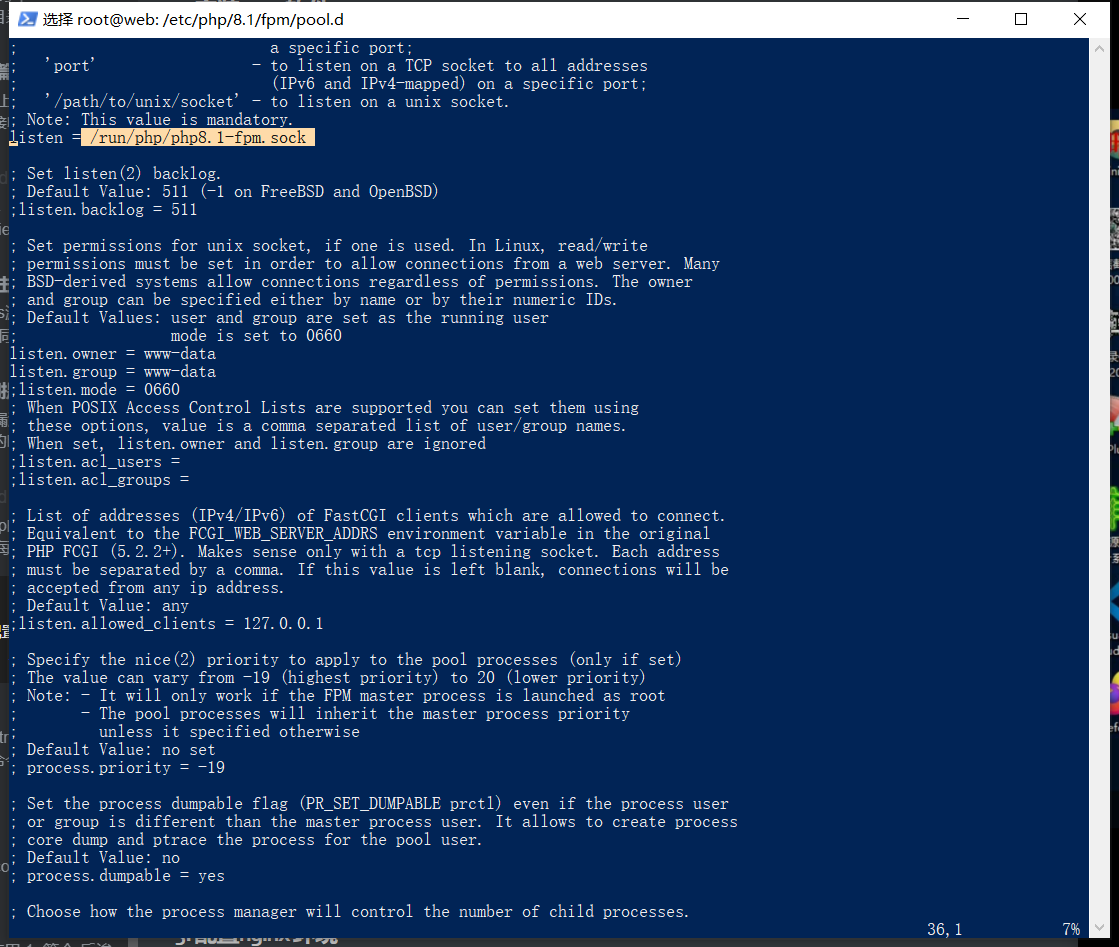 选择 root@web: /etc/php/8.1/fpm/pool.d
;                            a specific port;
;   'port'                 - to listen on a TCP socket to all addresses
;                            (IPv6 and IPv4-mapped) on a specific port;
;   '/path/to/unix/socket' - to listen on a unix socket.
; Note: This value is mandatory.
listen = /run/php/php8.1-fpm.sock
; Set listen(2) backlog.
; Default Value: 511 (-1 on FreeBSD and OpenBSD)
;listen.backlog = 511
; Set permissions for unix socket, if one is used. In Linux, read/write
; permissions must be set in order to allow connections from a web server. Many
; BSD-derived systems allow connections regardless of permissions. The owner
; and group can be specified either by name or by their numeric IDs.
; Default Values: user and group are set as the running user
;                 mode is set to 0660
listen.owner = www-data
listen.group = www-data
;listen.mode = 0660
; When POSIX Access Control Lists are supported you can set them using
; these options, value is a comma separated list of user/group names.
; When set, listen.owner and listen.group are ignored
;listen.acl_users =
;listen.acl_groups =
; List of addresses (IPv4/IPv6) of FastCGI clients which are allowed to connect.
; Equivalent to the FCGI_WEB_SERVER_ADDRS environment variable in the original
; PHP FCGI (5.2.2+). Makes sense only with a tcp listening socket. Each address
; must be separated by a comma. If this value is left blank, connections will be
; accepted from any ip address.
; Default Value: any
;listen.allowed_clients = 127.0.0.1
; Specify the nice(2) priority to apply to the pool processes (only if set)
; The value can vary from -19 (highest priority) to 20 (lower priority)
; Note: - It will only work if the FPM master process is launched as root
;       - The pool processes will inherit the master process priority
;         unless it specified otherwise
; Default Value: no set
; process.priority = -19
; Set the process dumpable flag (PR_SET_DUMPABLE prctl) even if the process user
; or group is different than the master process user. It allows to create process
; core dump and ptrace the process for the pool user.
; Default Value: no
; process.dumpable = yes
; Choose how the process manager will control the number of child processes.
36,1          7%